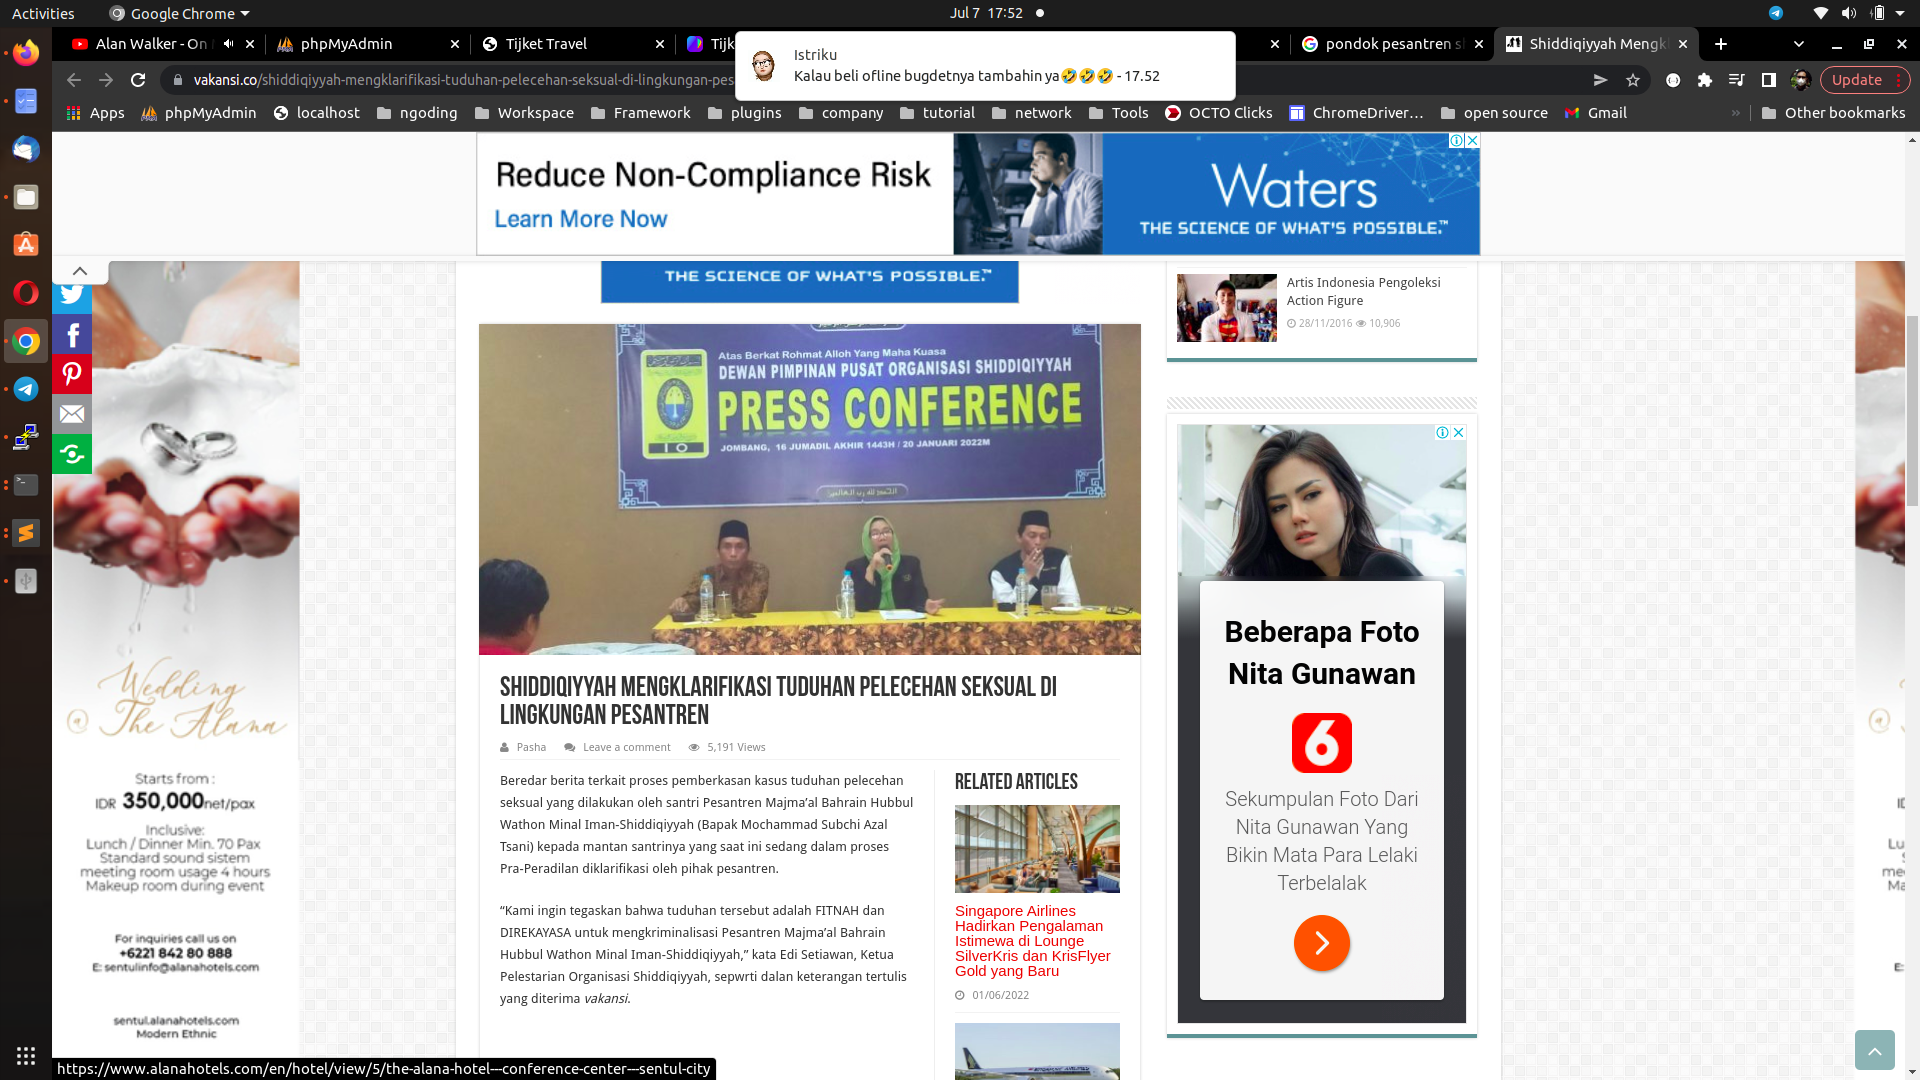 Activities
Google Chrome
Jul 7 17:52
Alan Walker - On
phpMyAdmin
Tijket Travel
Tijk
pondok pesantren s
Shiddiqiyyah Mengk
Istriku
Kalau beli ofline bugdetnya tambahin ya🤣🤣🤣 - 17.52
vakansi.co/shiddiqiyyah-mengklarifikasi-tuduhan-pelecehan-seksual-di-lingkungan-pes
Update
Apps
phpMyAdmin
localhost
ngoding
Workspace
Framework
plugins
company
tutorial
network
Tools
OCTO Clicks
ChromeDriver...
open source
Gmail
»
Other bookmarks
Reduce Non-Compliance Risk
Learn More Now
Waters
THE SCIENCE OF WHAT'S POSSIBLE.™
THE SCIENCE OF WHAT'S POSSIBLE.™
Artis Indonesia Pengoleksi
Action Figure
28/11/2016 10,906
Atas Berkat Rohmat Alloh Yang Maha Kuasa
DEWAN PIMPINAN PUSAT ORGANISASI SHIDDIQIYYAH
PRESS CONFERENCE
JOMBANG, 16 JUMADIL AKHIR 1443H / 20 JANUARI 2022M
SHIDDIQIYYAH MENGKLARIFIKASI TUDUHAN PELECEHAN SEKSUAL DI
LINGKUNGAN PESANTREN
Pasha Leave a comment 5,191 Views
Beredar berita terkait proses pemberkasan kasus tuduhan pelecehan
seksual yang dilakukan oleh santri Pesantren Majma'al Bahrain Hubbul
Wathon Minal Iman-Shiddiqiyyah (Bapak Mochammad Subchi Azal
Tsani) kepada mantan santrinya yang saat ini sedang dalam proses
Pra-Peradilan diklarifikasi oleh pihak pesantren.
“Kami ingin tegaskan bahwa tuduhan tersebut adalah FITNAH dan
DIREKAYASA untuk mengkriminalisasi Pesantren Majma'al Bahrain
Hubbul Wathon Minal Iman-Shiddiqiyyah,” kata Edi Setiawan, Ketua
Pelestarian Organisasi Shiddiqiyyah, sepwrti dalan keterangan tertulis
yang diterima vakansi.
RELATED ARTICLES
Singapore Airlines
Hadirkan Pengalaman
Istimewa di Lounge
SilverKris dan KrisFlyer
Gold yang Baru
01/06/2022
Beberapa Foto
Nita Gunawan
6
Sekumpulan Foto Dari
Nita Gunawan Yang
Bikin Mata Para Lelaki
Terbelalak
Wedding
@ The Alana
Starts from :
IDR 350,000net/pax
Inclusive:
Lunch / Dinner Min. 70 Pax
Standard sound sistem
meeting room usage 4 hours
Makeup room during event
For inquiries call us on
+6221 842 80 888
E: sentulinfo@alanahotels.com
sentul.alanahotels.com
Modern Ethnic
https://www.alanahotels.com/en/hotel/view/5/the-alana-hotel---conference-center---sentul-city